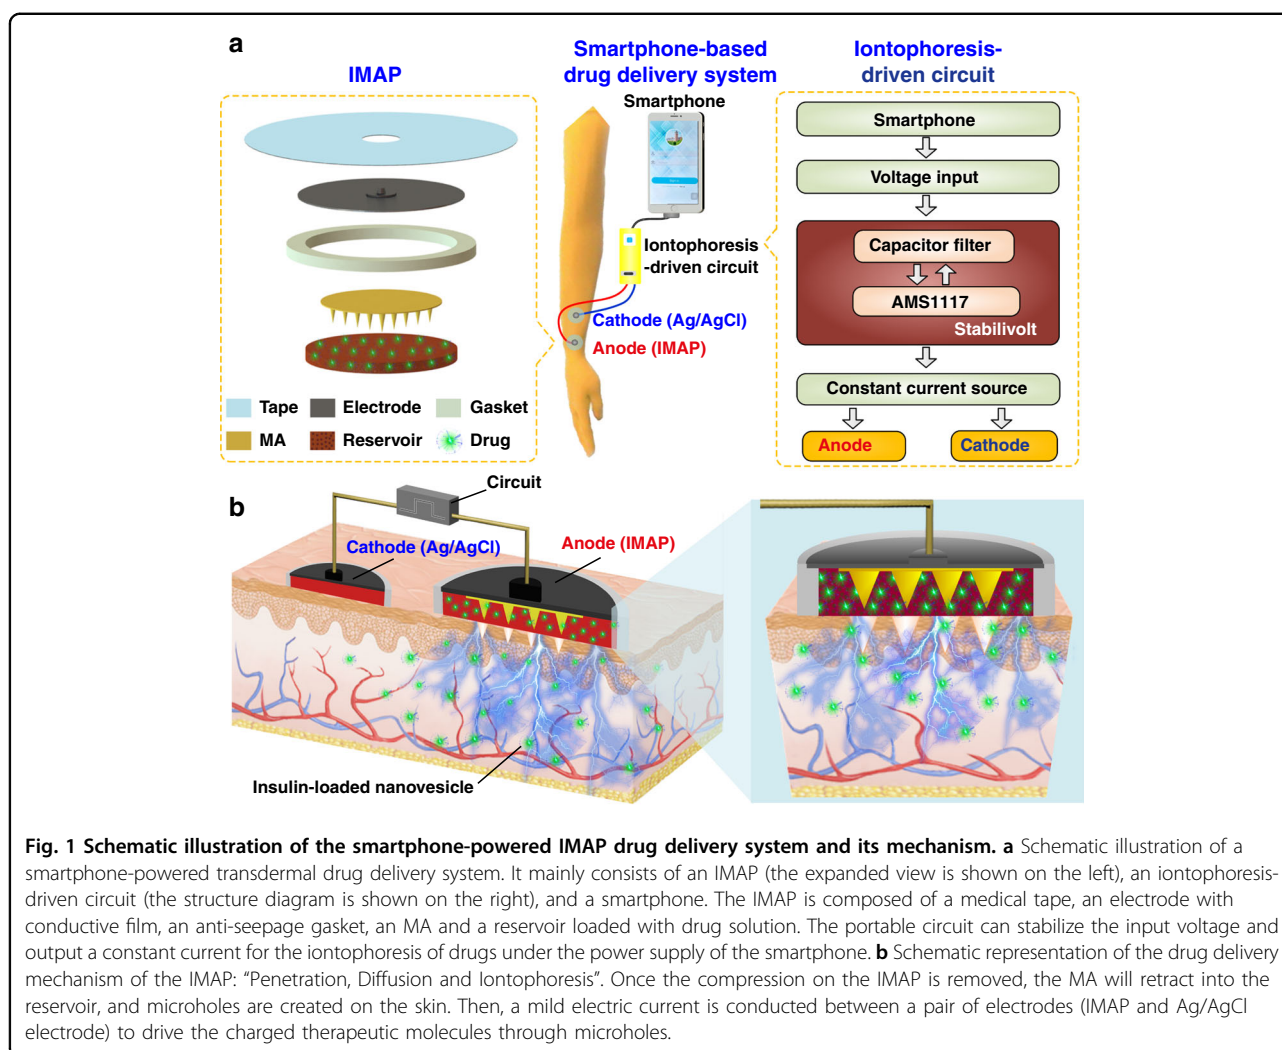 a
IMAP
Smartphone-based
drug delivery system
Iontophoresis-
driven circuit
Smartphone
Iontophoresis
-driven circuit
Cathode (Ag/AgCl)
Anode (IMAP)
Tape
Electrode
Gasket
MA
Reservoir
Drug
Smartphone
Voltage input
Capacitor filter
AMS1117
Stabilivolt
Constant current source
Anode
Cathode
b
Circuit
Cathode (Ag/AgCl)
Anode (IMAP)
Insulin-loaded nanovesicle
Fig. 1 Schematic illustration of the smartphone-powered IMAP drug delivery system and its mechanism. a Schematic illustration of a
smartphone-powered transdermal drug delivery system. It mainly consists of an IMAP (the expanded view is shown on the left), an iontophoresis-
driven circuit (the structure diagram is shown on the right), and a smartphone. The IMAP is composed of a medical tape, an electrode with
conductive film, an anti-seepage gasket, an MA and a reservoir loaded with drug solution. The portable circuit can stabilize the input voltage and
output a constant current for the iontophoresis of drugs under the power supply of the smartphone. b Schematic representation of the drug delivery
mechanism of the IMAP: “Penetration, Diffusion and Iontophoresis”. Once the compression on the IMAP is removed, the MA will retract into the
reservoir, and microholes are created on the skin. Then, a mild electric current is conducted between a pair of electrodes (IMAP and Ag/AgCl
electrode) to drive the charged therapeutic molecules through microholes.